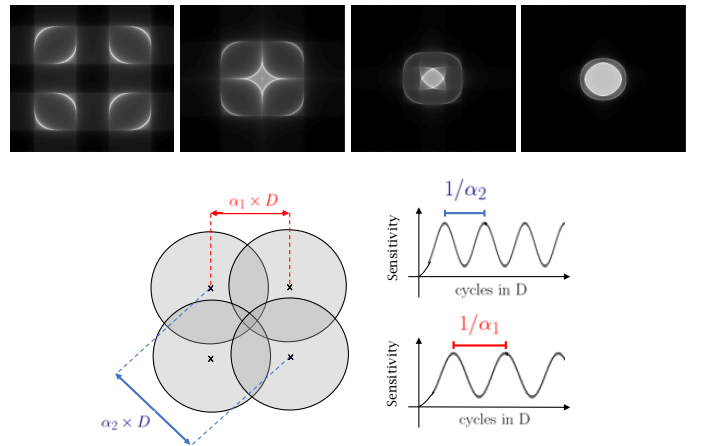 α₁ × D
α₂ × D
1/α₂
Sensitivity
cycles in D
1/α₁
Sensitivity
cycles in D